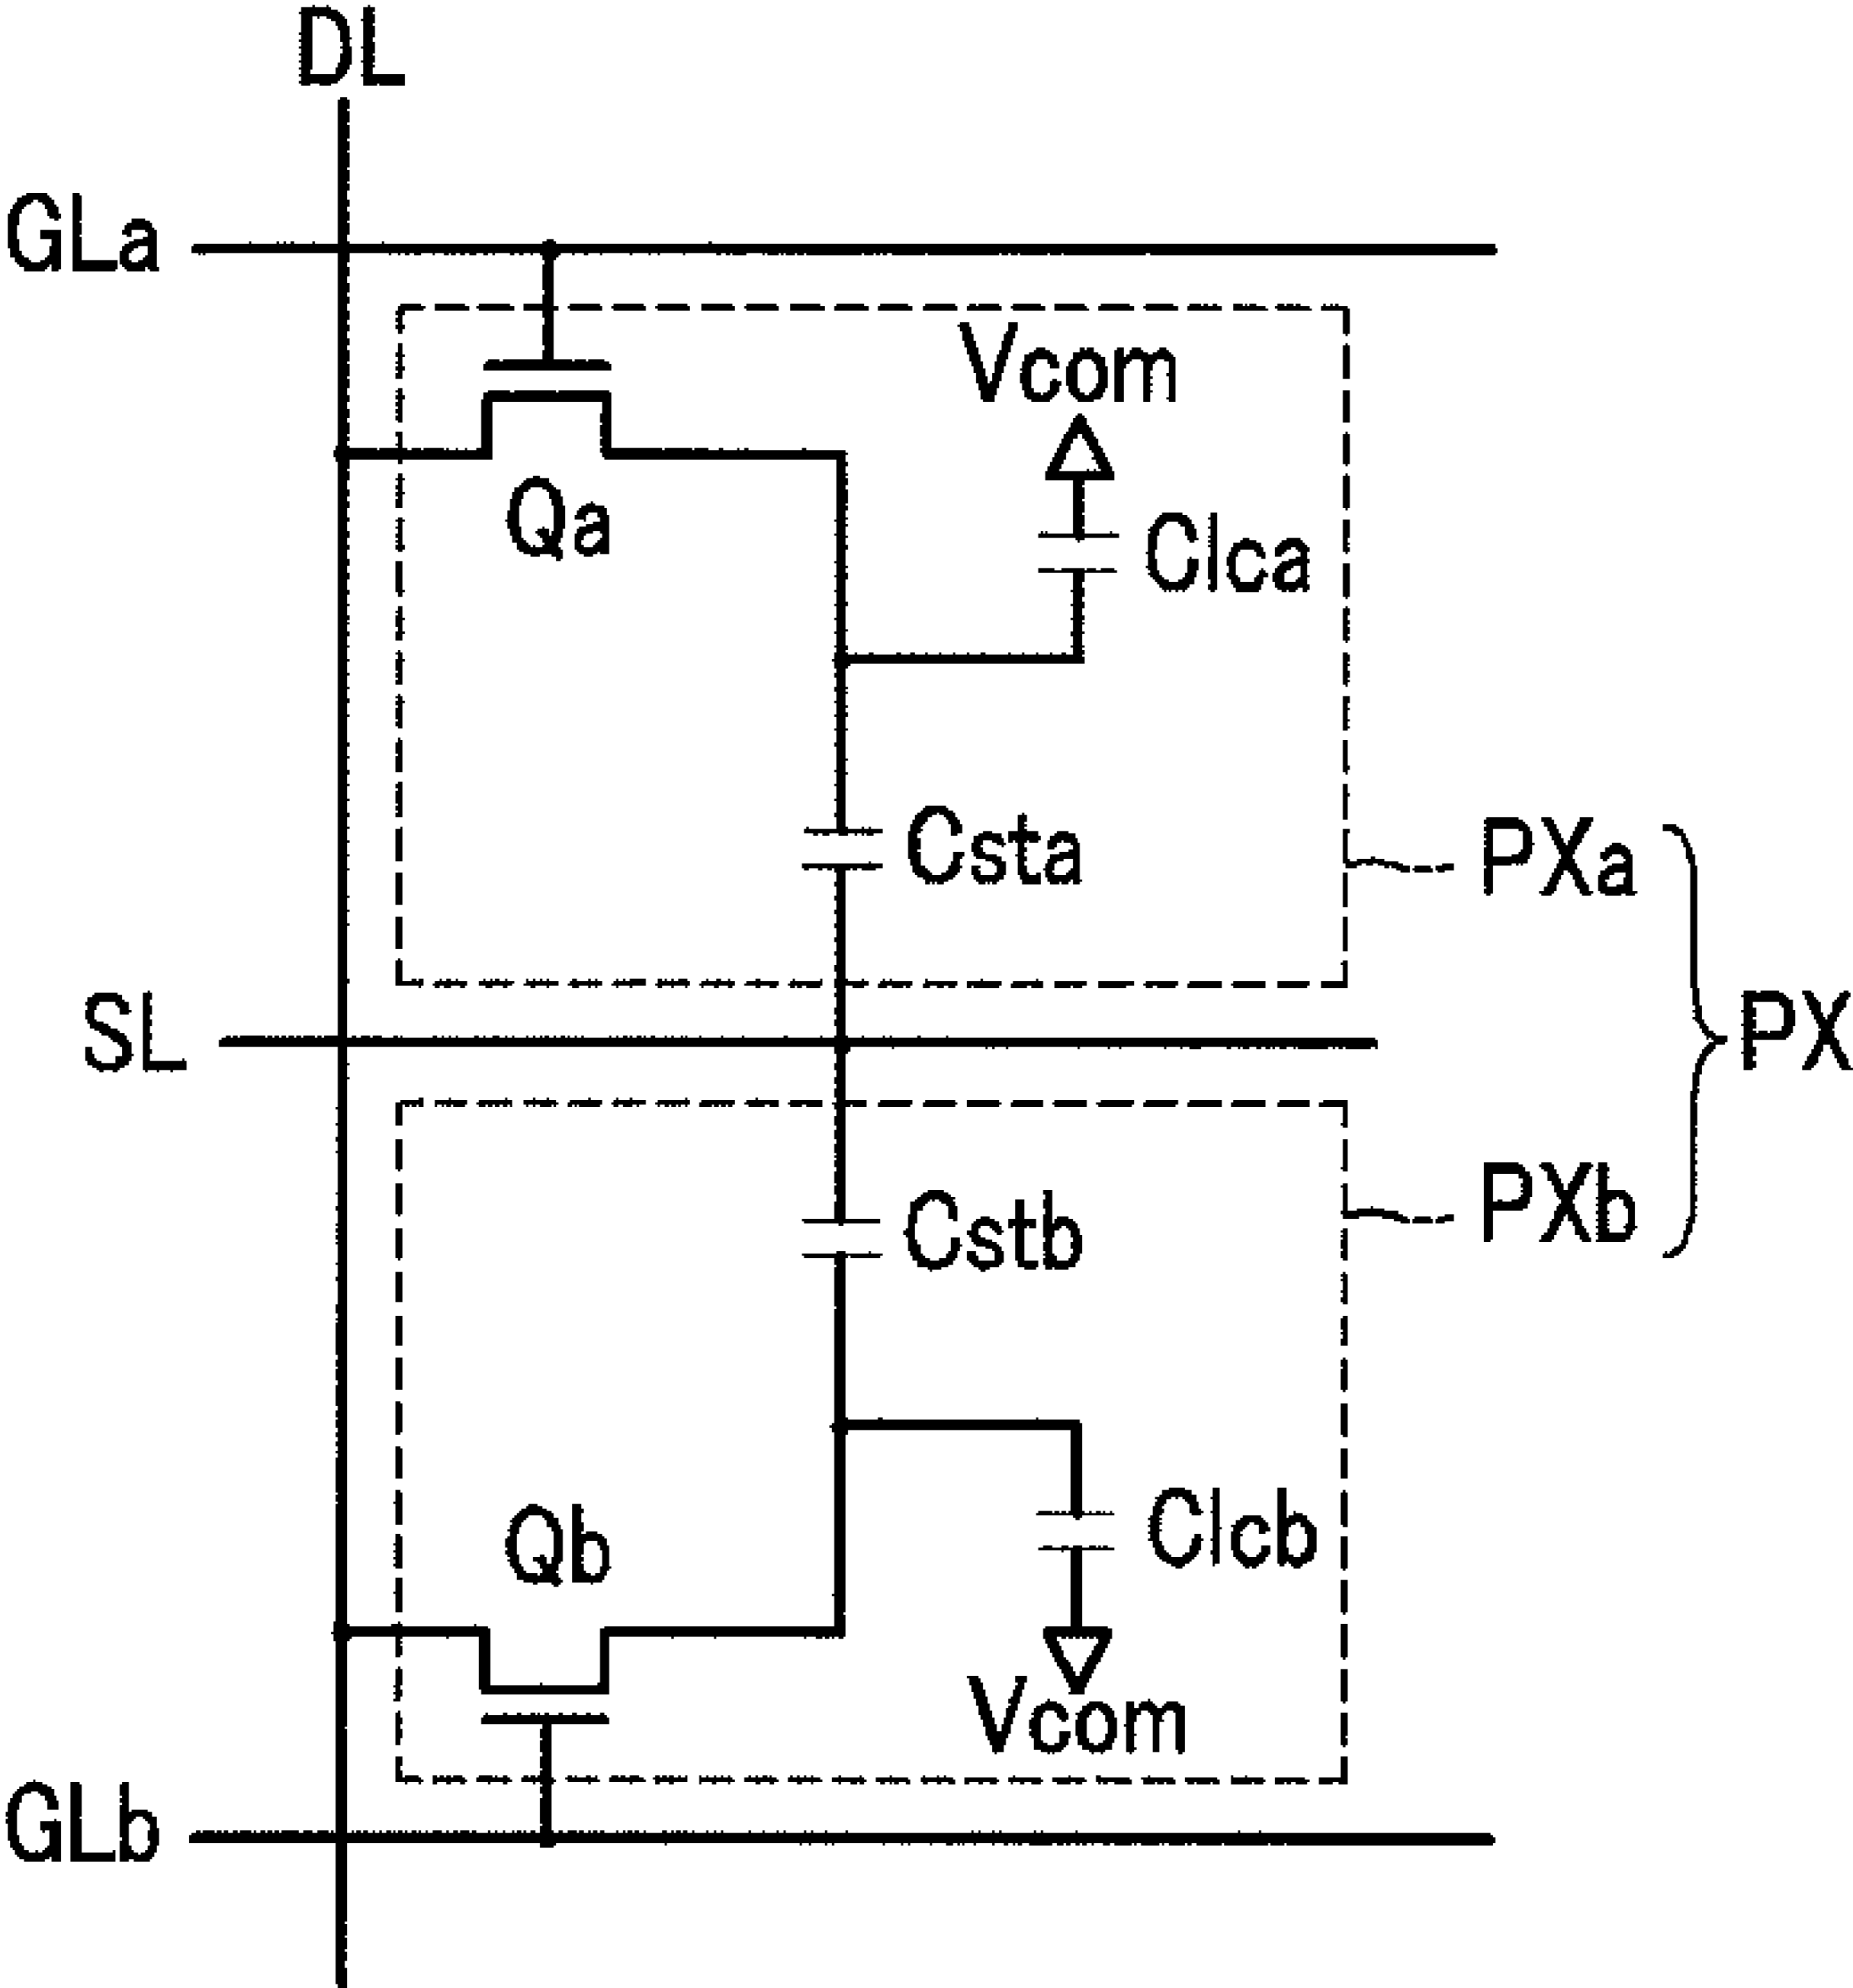 DL
GLa
Vcom
Qa
Clca
Csta
PXa
SL
PX
PXb
Cstb
Clcb
Qb
Vcom
GLb